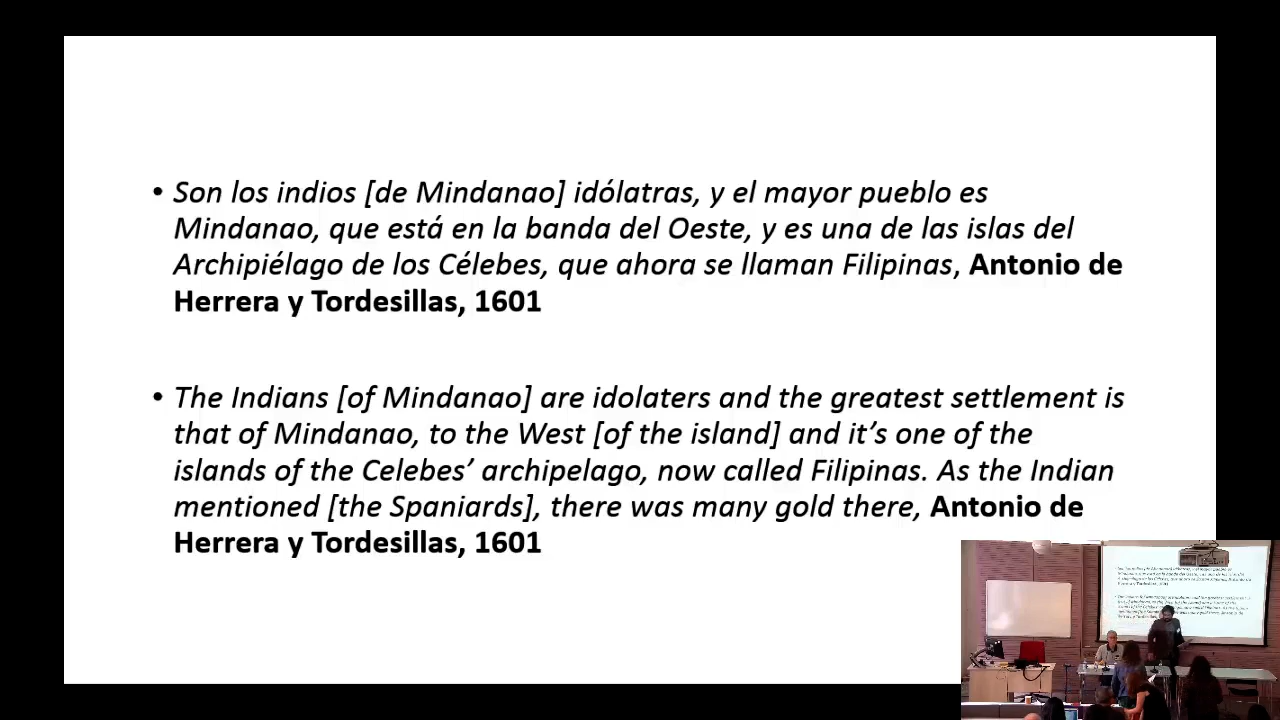 • Son los indios [de Mindanao] idólatras, y el mayor pueblo es
Mindanao, que está en la banda del Oeste, y es una de las islas del
Archipiélago de los Célebes, que ahora se llaman Filipinas, Antonio de
Herrera y Tordesillas, 1601
• The Indians [of Mindanao] are idolaters and the greatest settlement is
that of Mindanao, to the West [of the island] and it's one of the
islands of the Celebes' archipelago, now called Filipinas. As the Indian
mentioned [the Spaniards], there was many gold there, Antonio de
Herrera y Tordesillas, 1601